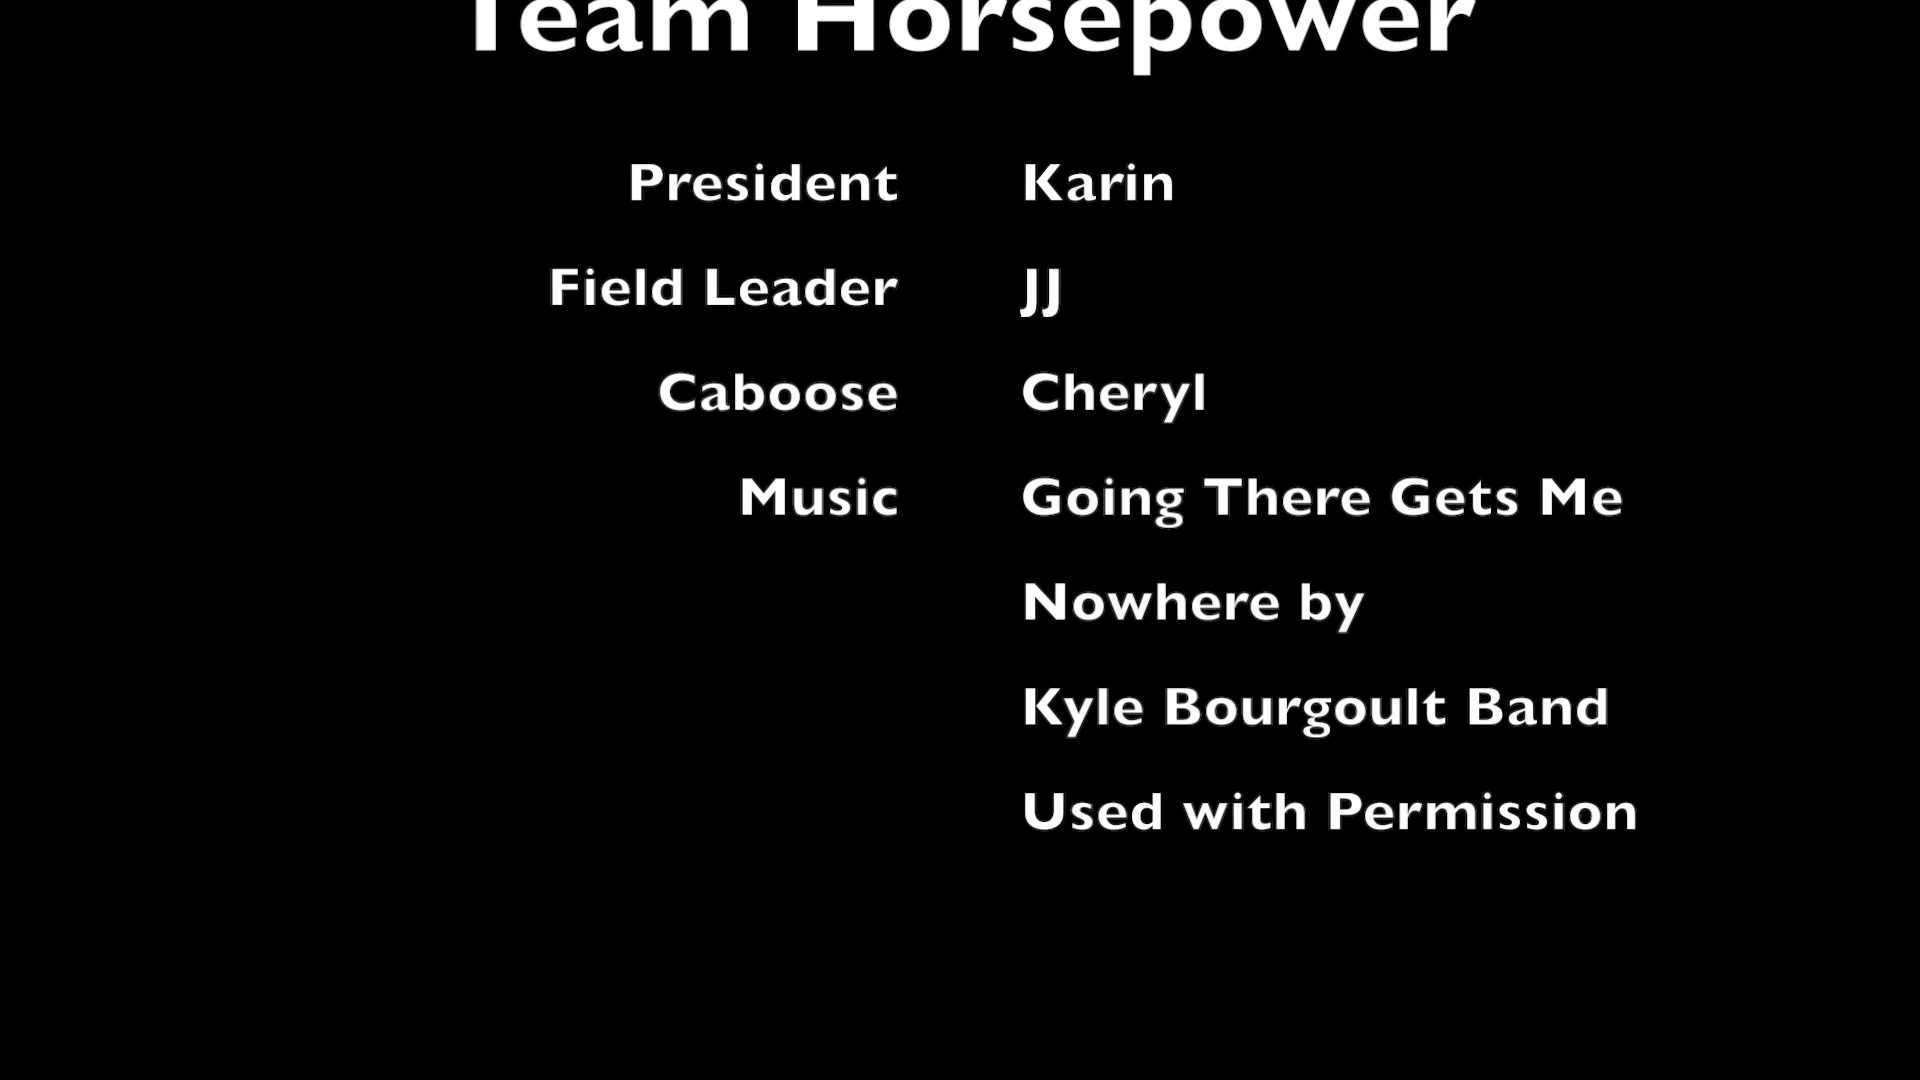 Team Horsepower
President Karin
Field Leader JJ
Caboose Cheryl
Music Going There Gets Me
Nowhere by
Kyle Bourgoult Band
Used with Permission